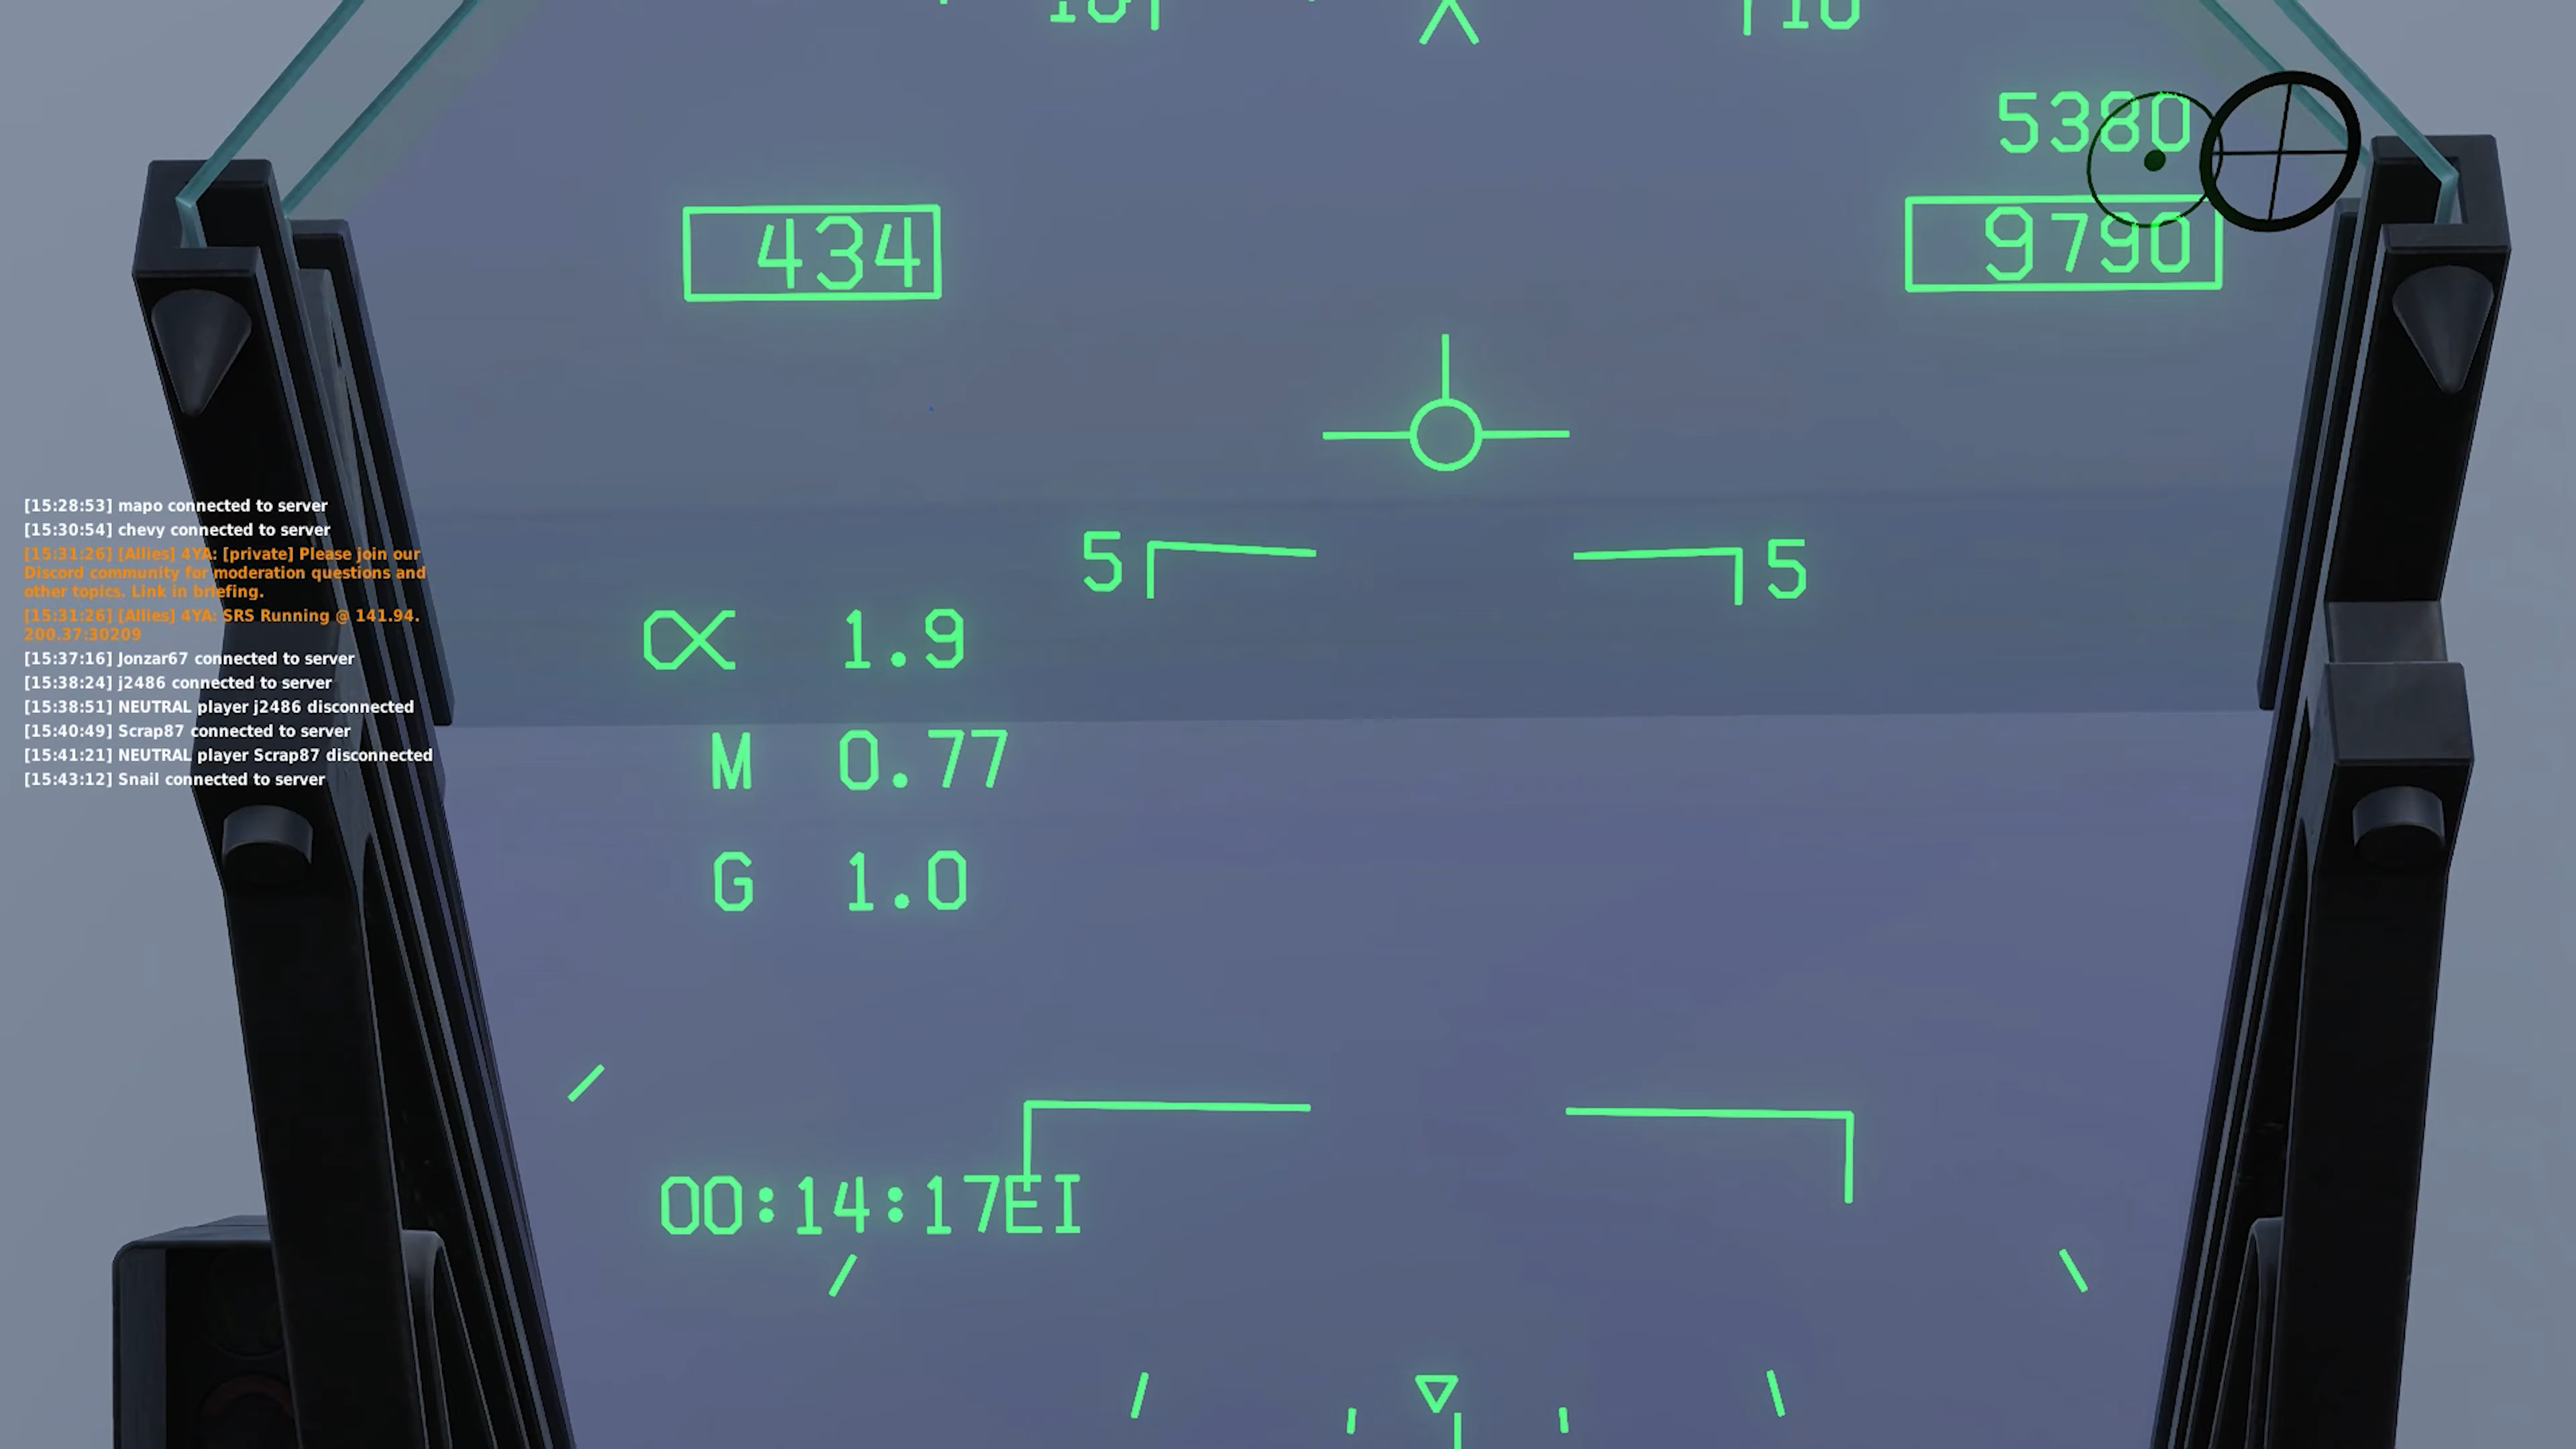 10 10
5380
434 9790
5 5
α 1.9
M 0.77
G 1.0
00:14:17EI
[15:28:53] mapo connected to server
[15:30:54] chevy connected to server
[15:31:26] [Allies] 4YA: [private] Please join our
Discord community for moderation questions and
other topics. Link in briefing.
[15:31:26] [Allies] 4YA: SRS Running @ 141.94.
200.37:30209
[15:37:16] Jonzar67 connected to server
[15:38:24] j2486 connected to server
[15:38:51] NEUTRAL player j2486 disconnected
[15:40:49] Scrap87 connected to server
[15:41:21] NEUTRAL player Scrap87 disconnected
[15:43:12] Snail connected to server